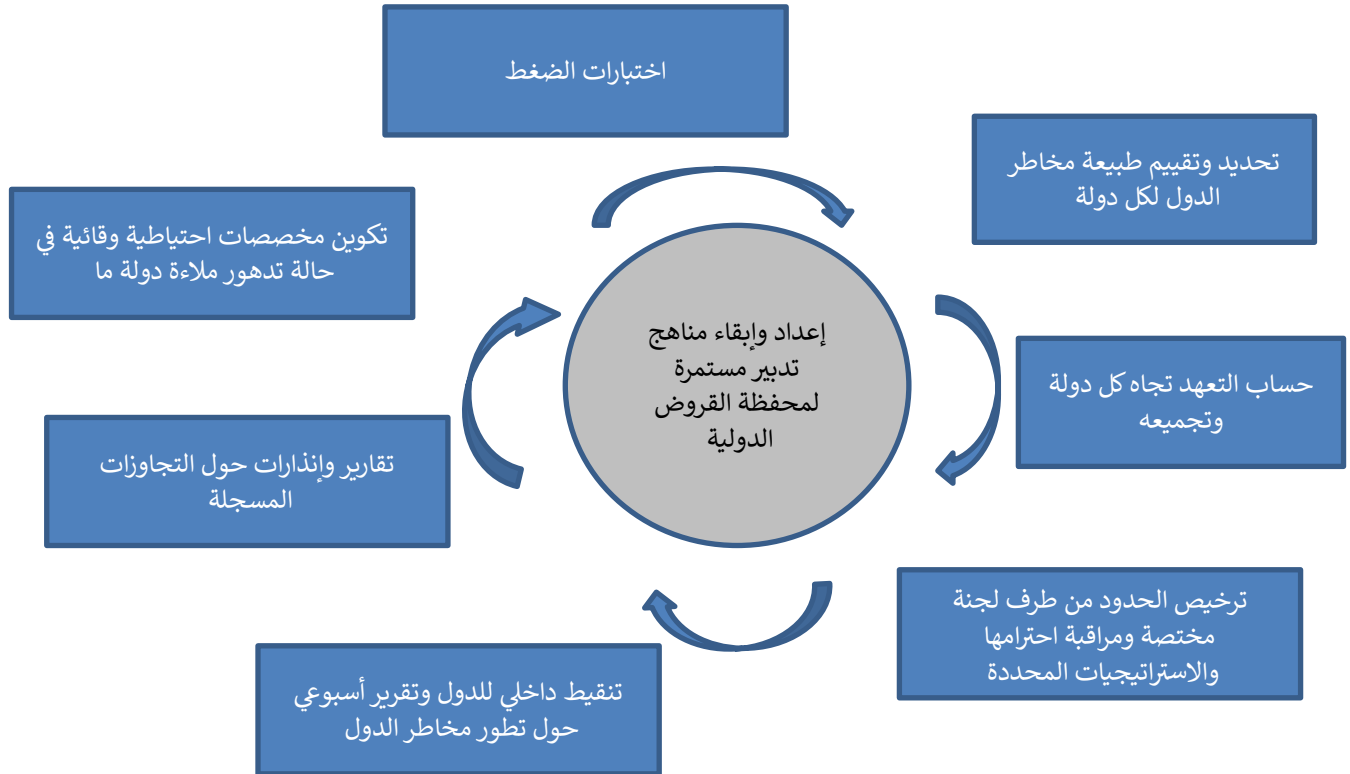 اختبارات الضغط
تحديد وتقييم طبيعة مخاطر
الدول لكل دولة
تكوين مخصصات احتياطية وقائية في
حالة تدهور ملاءة دولة ما
إعداد وإبقاء مناهج
تدبير مستمرة
لمحفظة القروض
الدولية
حساب التعهد تجاه كل دولة
وتجميعه
تقارير وإنذارات حول التجاوزات
المسجلة
ترخيص الحدود من طرف لجنة
مختصة ومراقبة احترامها
والاستراتيجيات المحددة
تنقيط داخلي للدول وتقرير أسبوعي
حول تطور مخاطر الدول